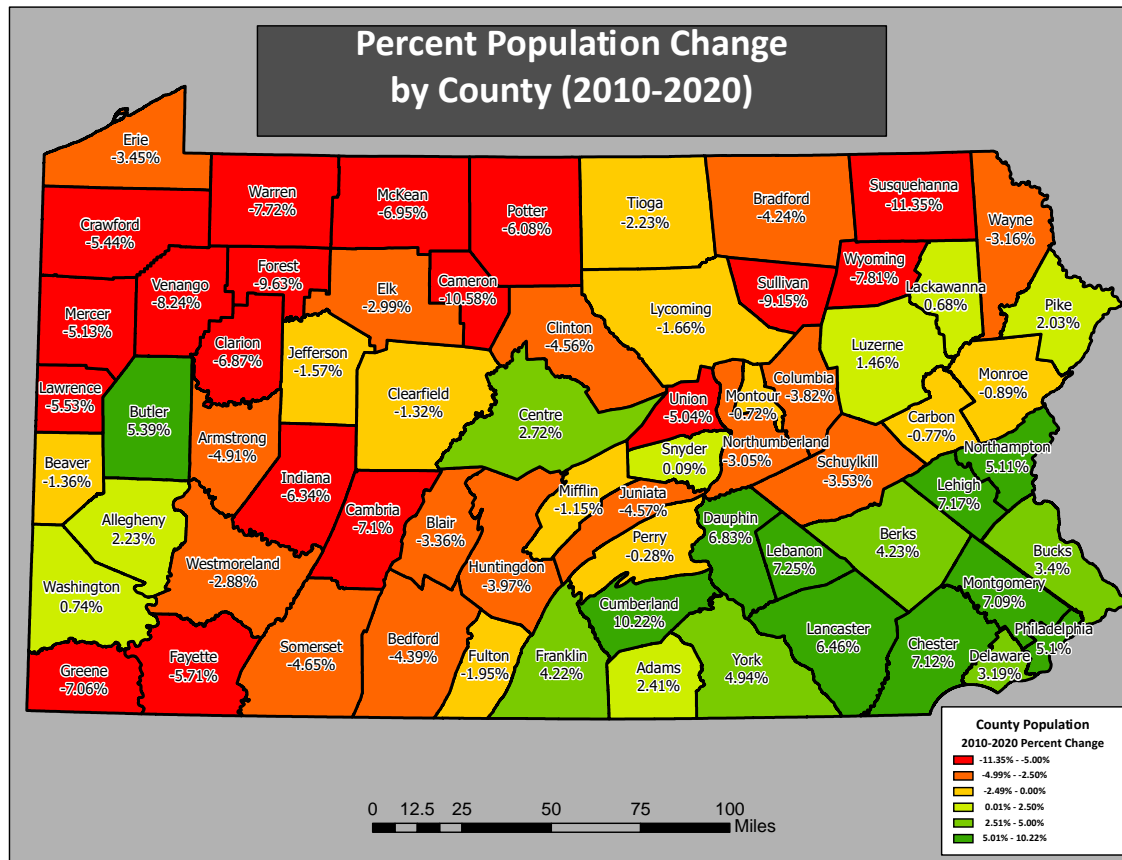 Percent Population Change
by County (2010-2020)
Erie
-3.45%
Warren
-7.72%
McKean
-6.95%
Potter
-6.08%
Tioga
-2.23%
Bradford
-4.24%
Susquehanna
-11.35%
Wayne
-3.16%
Crawford
-5.44%
Mercer
-5.13%
Venango
-8.24%
Forest
-9.63%
Elk
-2.99%
Cameron
-10.58%
Clinton
-4.56%
Lycoming
-1.66%
Sullivan
-9.15%
Wyoming
-7.81%
Lackawanna
0.68%
Pike
2.03%
Clarion
-6.87%
Jefferson
-1.57%
Clearfield
-1.32%
Centre
2.72%
Luzerne
1.46%
Monroe
-0.89%
Lawrence
-5.53%
Butler
5.39%
Armstrong
-4.91%
Union
-5.04%
Montour
-0.72%
Columbia
-3.82%
Carbon
-0.77%
Northampton
5.11%
Beaver
-1.36%
Indiana
-6.34%
Snyder
0.09%
Northumberland
-3.05%
Schuylkill
-3.53%
Lehigh
7.17%
Allegheny
2.23%
Cambria
-7.1%
Blair
-3.36%
Mifflin
-1.15%
Juniata
-4.57%
Dauphin
6.83%
Lebanon
7.25%
Berks
4.23%
Bucks
3.4%
Washington
0.74%
Westmoreland
-2.88%
Huntingdon
-3.97%
Perry
-0.28%
Cumberland
10.22%
Montgomery
7.09%
Greene
-7.06%
Fayette
-5.71%
Somerset
-4.65%
Bedford
-4.39%
Fulton
-1.95%
Franklin
4.22%
Adams
2.41%
York
4.94%
Lancaster
6.46%
Chester
7.12%
Delaware
3.19%
Philadelphia
5.1%
County Population
2010-2020 Percent Change
-11.35% - -5.00%
-4.99% - -2.50%
-2.49% - 0.00%
0.01% - 2.50%
2.51% - 5.00%
5.01% - 10.22%
0 12.5 25 50 75 100
Miles